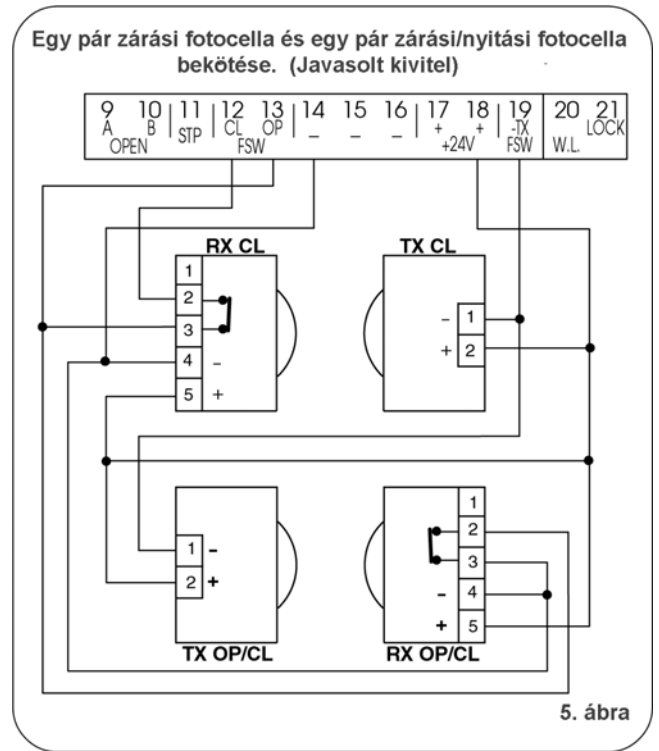 Egy pár zárási fotocella és egy pár zárási/nyitási fotocella
bekötése. (Javasolt kivitel)
9 10 11 12 13 14 15 16 17 18 19 20 21
A B STP CL OP _ _ _ + + -TX LOCK
OPEN FSW +24V FSW W.L.
RX CL TX CL
1
2
3
4 -
5 +
- 1
+ 2
1 -
2 +
1
2
3
- 4
+ 5
TX OP/CL RX OP/CL
5. ábra